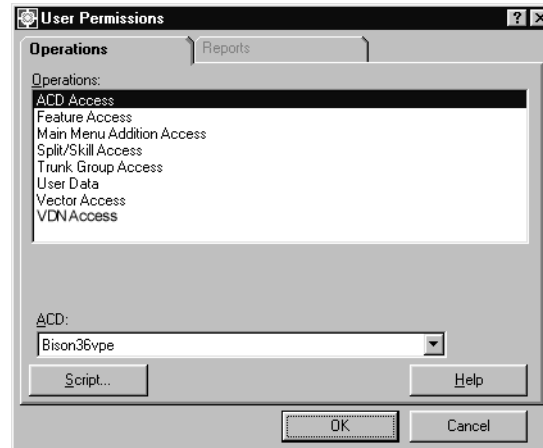 User Permissions
Operations Reports
Operations:
ACD Access
Feature Access
Main Menu Addition Access
Split/Skill Access
Trunk Group Access
User Data
Vector Access
VDN Access
ACD:
Bison36vpe
Script... Help
OK Cancel